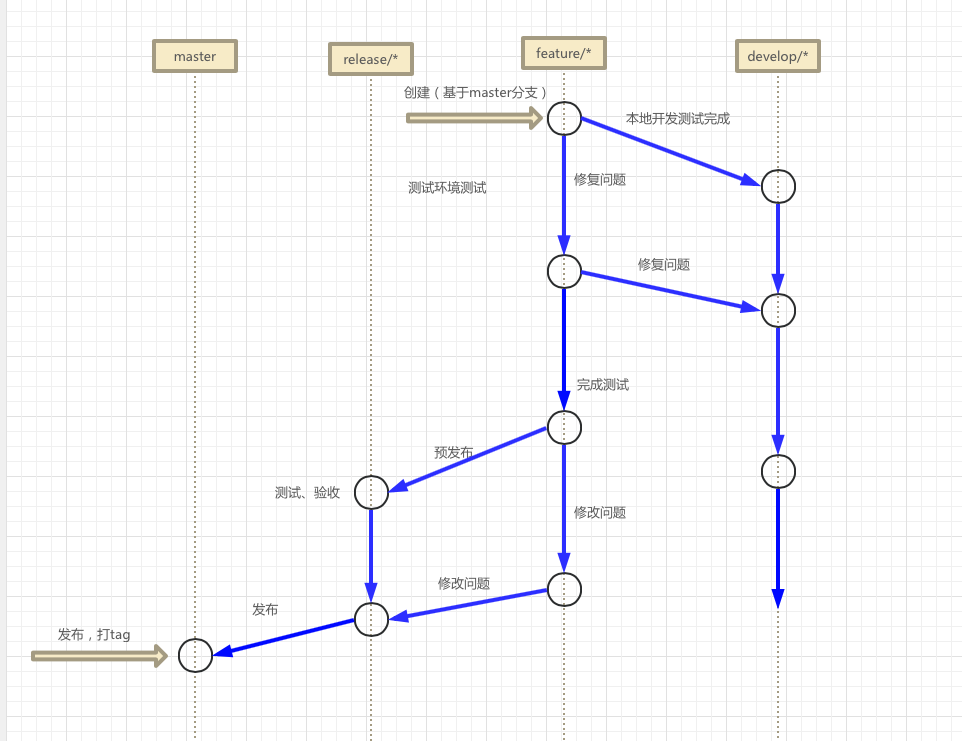 master
release/*
feature/*
develop/*
创建（基于master分支）
本地开发测试完成
测试环境测试
修复问题
修复问题
完成测试
预发布
测试、验收
修改问题
修改问题
发布
发布，打tag